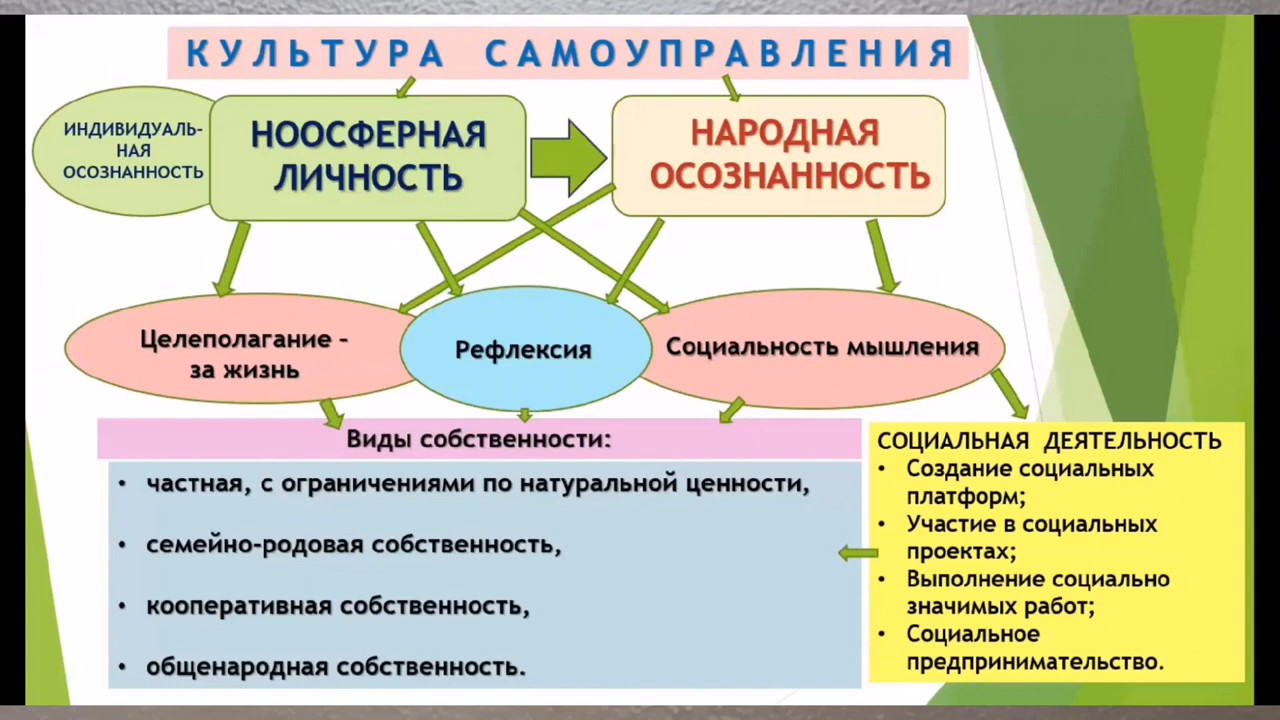 КУЛЬТУРА САМОУПРАВЛЕНИЯ
ИНДИВИДУАЛЬ-
НАЯ
ОСОЗНАННОСТЬ
НООСФЕРНАЯ
ЛИЧНОСТЬ
НАРОДНАЯ
ОСОЗНАННОСТЬ
Целеполагание –
за жизнь
Рефлексия
Социальность мышления
Виды собственности:
• частная, с ограничениями по натуральной ценности,
• семейно-родовая собственность,
• кооперативная собственность,
• общенародная собственность.
СОЦИАЛЬНАЯ ДЕЯТЕЛЬНОСТЬ
• Создание социальных
платформ;
• Участие в социальных
проектах;
• Выполнение социально
значимых работ;
• Социальное
предпринимательство.